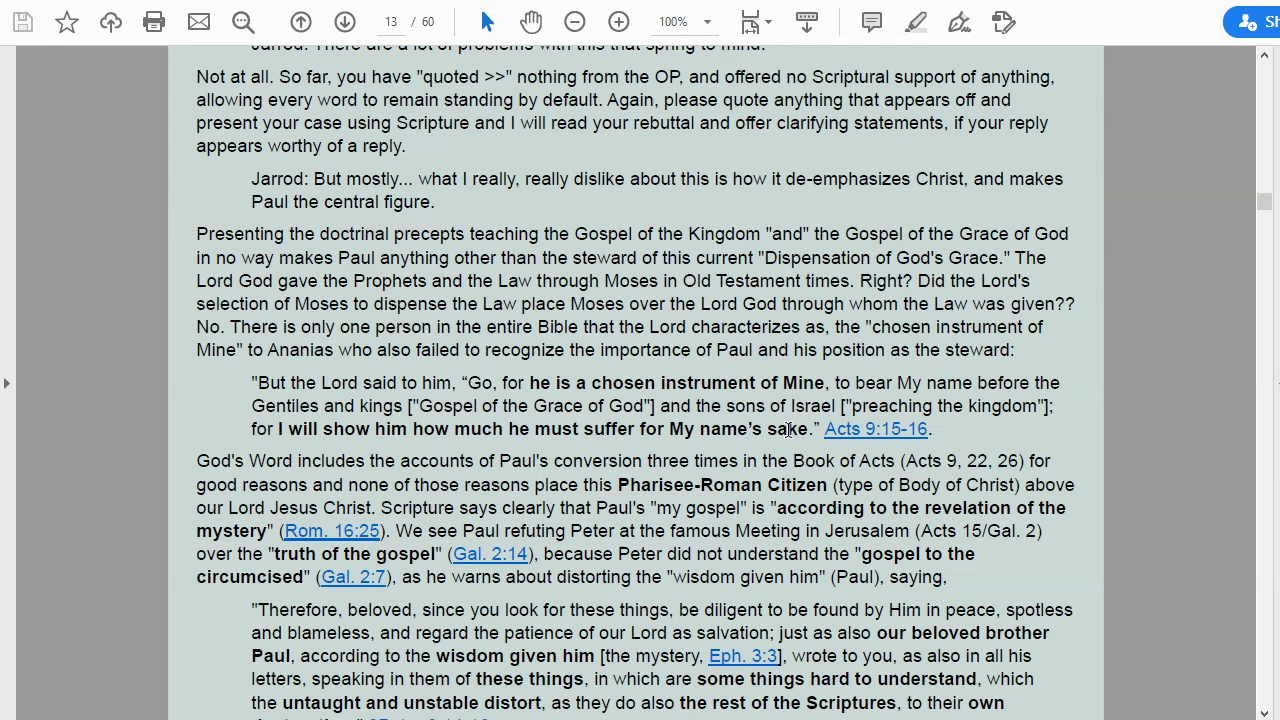 13 / 60
100%
Sh
Jarrod: There are a lot of problems with this that spring to mind.
Not at all. So far, you have "quoted >>" nothing from the OP, and offered no Scriptural support of anything,
allowing every word to remain standing by default. Again, please quote anything that appears off and
present your case using Scripture and I will read your rebuttal and offer clarifying statements, if your reply
appears worthy of a reply.
Jarrod: But mostly... what I really, really dislike about this is how it de-emphasizes Christ, and makes
Paul the central figure.
Presenting the doctrinal precepts teaching the Gospel of the Kingdom "and" the Gospel of the Grace of God
in no way makes Paul anything other than the steward of this current "Dispensation of God's Grace." The
Lord God gave the Prophets and the Law through Moses in Old Testament times. Right? Did the Lord's
selection of Moses to dispense the Law place Moses over the Lord God through whom the Law was given??
No. There is only one person in the entire Bible that the Lord characterizes as, the "chosen instrument of
Mine" to Ananias who also failed to recognize the importance of Paul and his position as the steward:
"But the Lord said to him, “Go, for he is a chosen instrument of Mine, to bear My name before the
Gentiles and kings ["Gospel of the Grace of God"] and the sons of Israel ["preaching the kingdom"];
for I will show him how much he must suffer for My name’s sake.” Acts 9:15-16.
God's Word includes the accounts of Paul's conversion three times in the Book of Acts (Acts 9, 22, 26) for
good reasons and none of those reasons place this Pharisee-Roman Citizen (type of Body of Christ) above
our Lord Jesus Christ. Scripture says clearly that Paul's "my gospel" is "according to the revelation of the
mystery" (Rom. 16:25). We see Paul refuting Peter at the famous Meeting in Jerusalem (Acts 15/Gal. 2)
over the "truth of the gospel" (Gal. 2:14), because Peter did not understand the "gospel to the
circumcised" (Gal. 2:7), as he warns about distorting the "wisdom given him" (Paul), saying,
"Therefore, beloved, since you look for these things, be diligent to be found by Him in peace, spotless
and blameless, and regard the patience of our Lord as salvation; just as also our beloved brother
Paul, according to the wisdom given him [the mystery, Eph. 3:3], wrote to you, as also in all his
letters, speaking in them of these things, in which are some things hard to understand, which
the untaught and unstable distort, as they do also the rest of the Scriptures, to their own